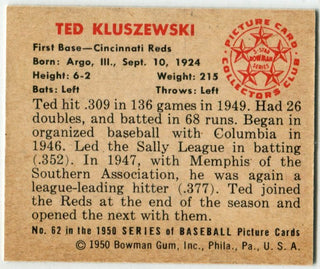 TED KLUSZEWSKI
First Base—Cincinnati Reds
Born: Argo, Ill., Sept. 10, 1924
Height: 6-2 Weight: 215
Bats: Left Throws: Left
PICTURE CARD
5-STAR
BOWMAN
SERIES
COLLECTORS CLUB
Ted hit .309 in 136 games in 1949. Had 26
doubles, and batted in 68 runs. Began in
organized baseball with Columbia in
1946. Led the Sally League in batting
(.352). In 1947, with Memphis of the
Southern Association, he was again a
league-leading hitter (.377). Ted joined
the Reds at the end of the season and
opened the next with them.
No. 62 in the 1950 SERIES of BASEBALL Picture Cards
©1950 Bowman Gum, Inc., Phila., Pa., U. S. A.